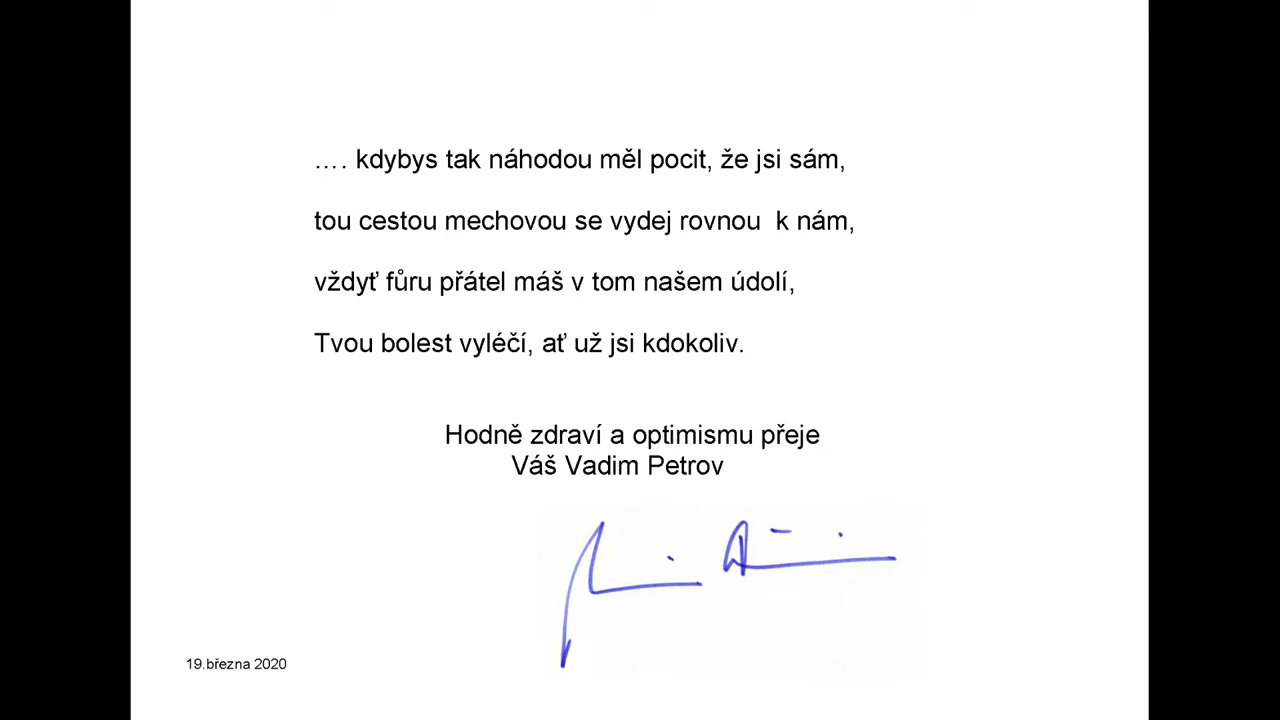 …. kdybys tak náhodou měl pocit, že jsi sám,
tou cestou mechovou se vydej rovnou  k nám,
vždyť fůru přátel máš v tom našem údolí,
Tvou bolest vyléčí, ať už jsi kdokoliv.
Hodně zdraví a optimismu přeje
Váš Vadim Petrov
19.března 2020